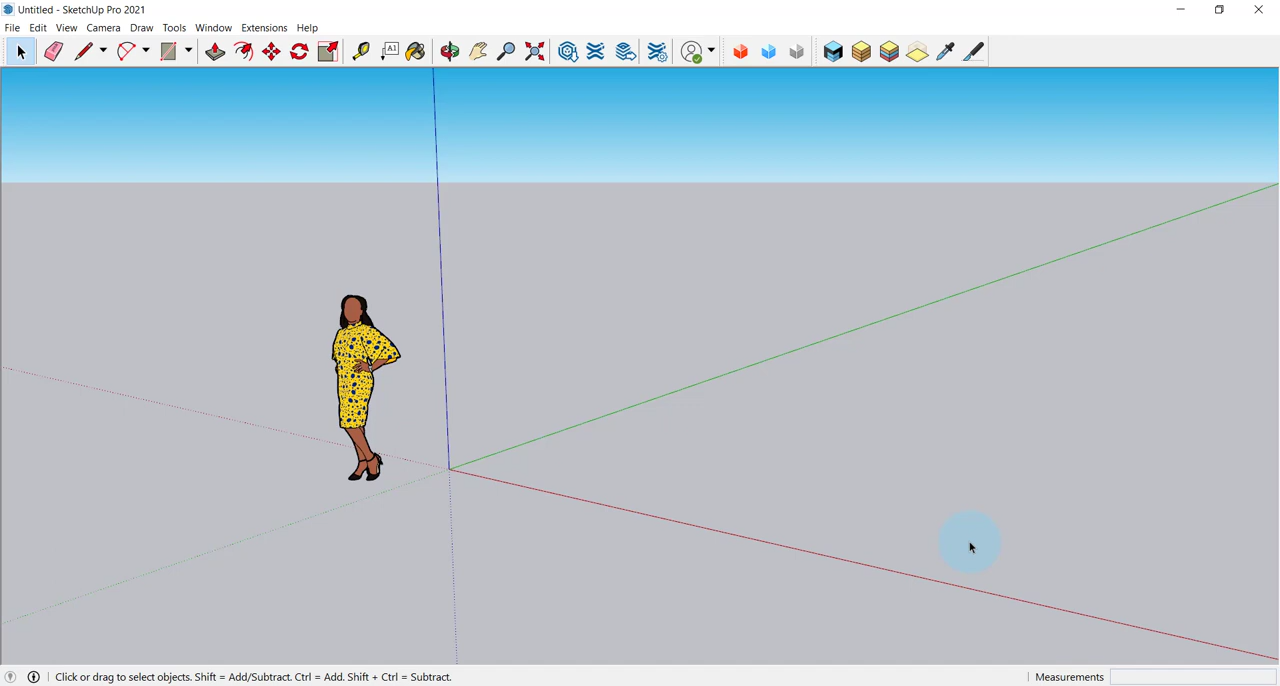 Untitled - SketchUp Pro 2021
File Edit View Camera Draw Tools Window Extensions Help
A1
Click or drag to select objects. Shift = Add/Subtract. Ctrl = Add. Shift + Ctrl = Subtract.
Measurements